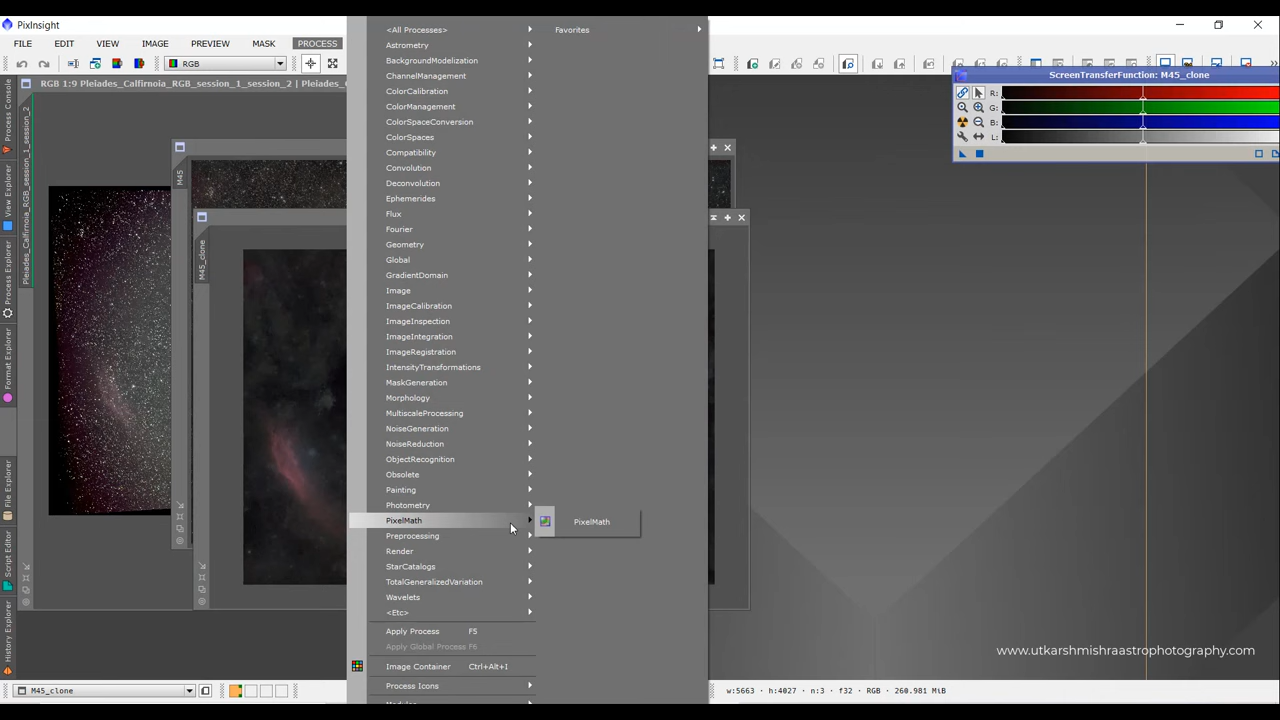 PixInsight
FILE EDIT VIEW IMAGE PREVIEW MASK PROCESS
RGB
<All Processes>
Favorites
Astrometry
BackgroundModelization
ChannelManagement
ColorCalibration
ColorManagement
ColorSpaceConversion
ColorSpaces
Compatibility
Convolution
Deconvolution
Ephemerides
Flux
Fourier
Geometry
Global
GradientDomain
Image
ImageCalibration
ImageInspection
ImageIntegration
ImageRegistration
IntensityTransformations
MaskGeneration
Morphology
MultiscaleProcessing
NoiseGeneration
NoiseReduction
ObjectRecognition
Obsolete
Painting
Photometry
PixelMath
PixelMath
Preprocessing
Render
StarCatalogs
TotalGeneralizedVariation
Wavelets
<Etc>
Apply Process F5
Apply Global Process F6
Image Container Ctrl+Alt+I
Process Icons
RGB 1:9 Pleiades_Calfirnoia_RGB_session_1_session_2 | Pleiades_C
Pleiades_Calfirnoia_RGB_session_1_session_2
M45
M45_clone
Process Console
View Explorer
Process Explorer
Format Explorer
File Explorer
Script Editor
History Explorer
ScreenTransferFunction: M45_clone
R:
G:
B:
L:
www.utkarshmishraastrophotography.com
M45_clone
w:5663 · h:4027 · n:3 · f32 · RGB · 260.981 MiB